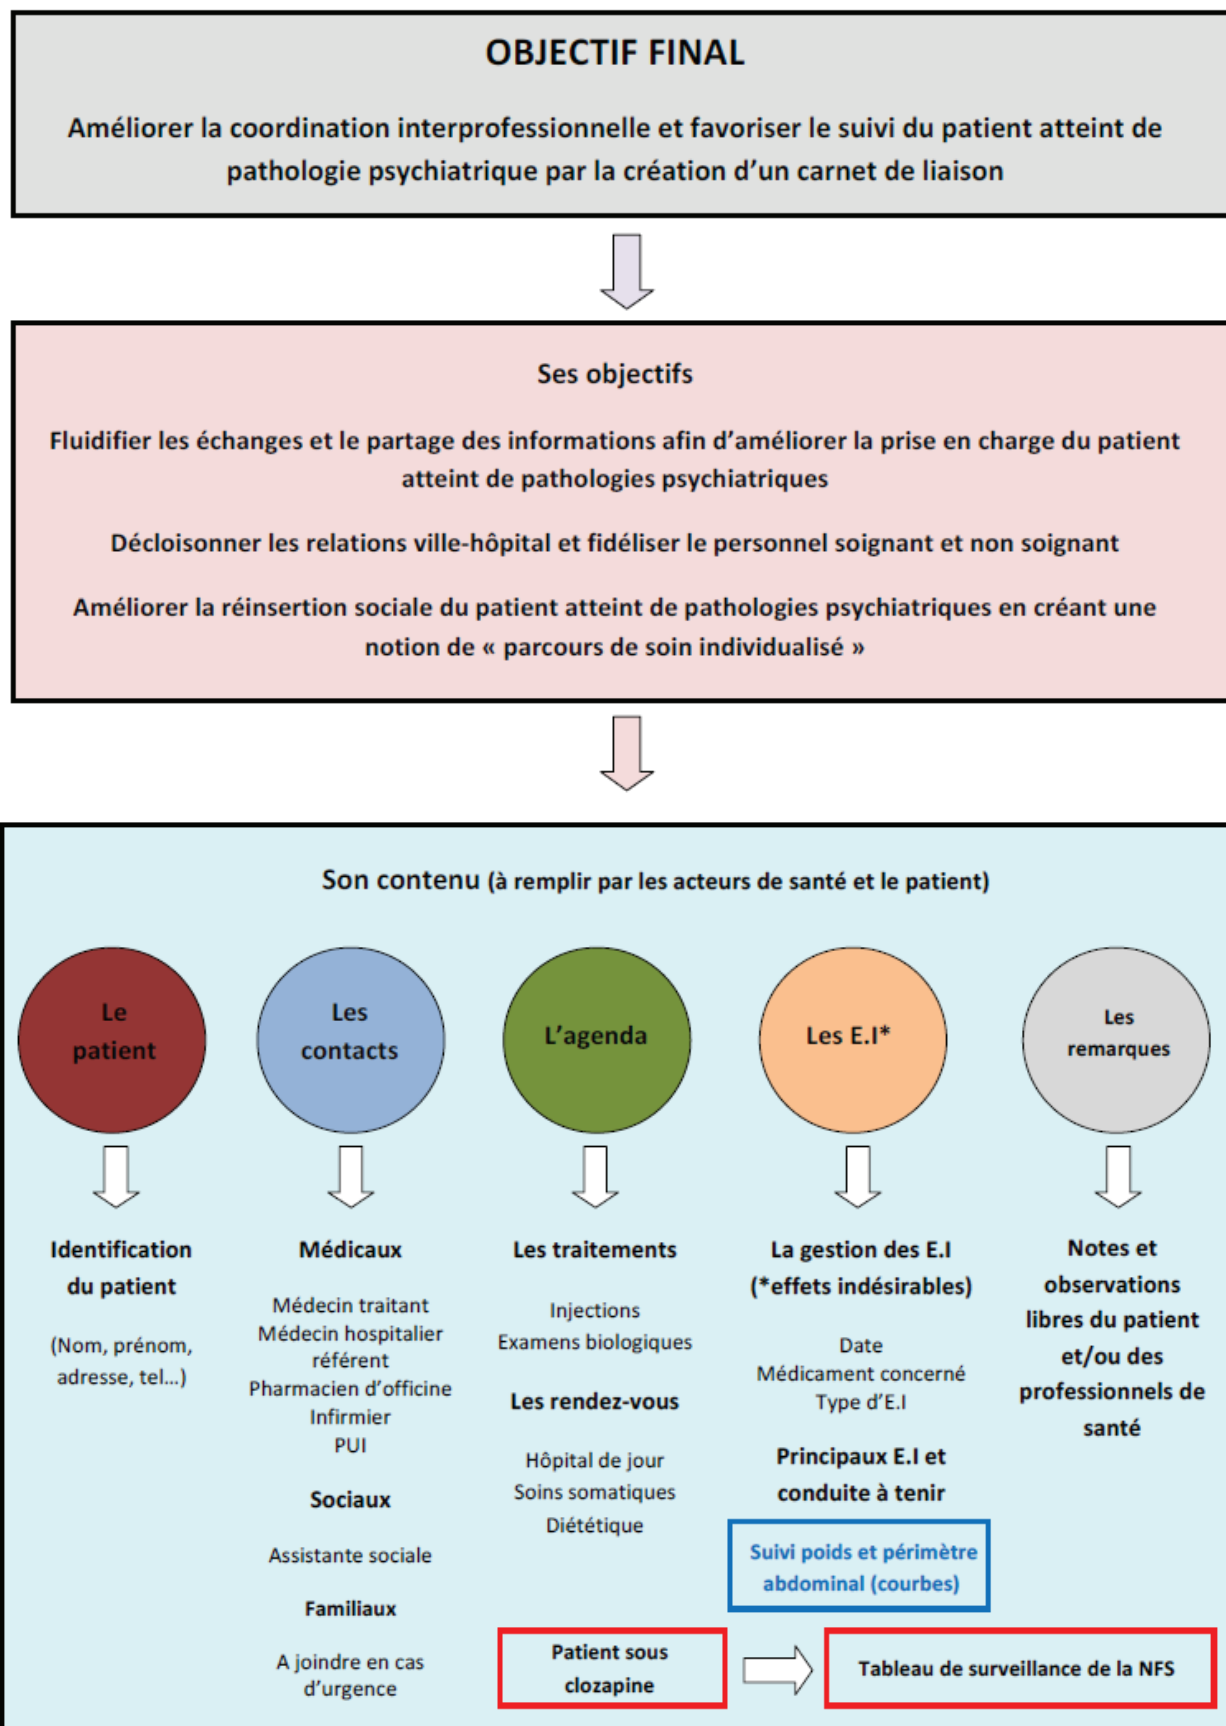 OBJECTIF FINAL
Améliorer la coordination interprofessionnelle et favoriser le suivi du patient atteint de
pathologie psychiatrique par la création d'un carnet de liaison
Ses objectifs
Fluidifier les échanges et le partage des informations afin d'améliorer la prise en charge du patient
atteint de pathologies psychiatriques
Décloisonner les relations ville-hôpital et fidéliser le personnel soignant et non soignant
Améliorer la réinsertion sociale du patient atteint de pathologies psychiatriques en créant une
notion de « parcours de soin individualisé »
Son contenu (à remplir par les acteurs de santé et le patient)
Le
patient
Identification
du patient
(Nom, prénom,
adresse, tel...)
Les
contacts
Médicaux
Médecin traitant
Médecin hospitalier
référent
Pharmacien d'officine
Infirmier
PUI
Sociaux
Assistante sociale
Familiaux
A joindre en cas
d'urgence
L'agenda
Les traitements
Injections
Examens biologiques
Les rendez-vous
Hôpital de jour
Soins somatiques
Diététique
Les E.I*
La gestion des E.I
(*effets indésirables)
Date
Médicament concerné
Type d'E.I
Principaux E.I et
conduite à tenir
Suivi poids et périmètre
abdominal (courbes)
Les
remarques
Notes et
observations
libres du patient
et/ou des
professionnels de
santé
Patient sous
clozapine
Tableau de surveillance de la NFS